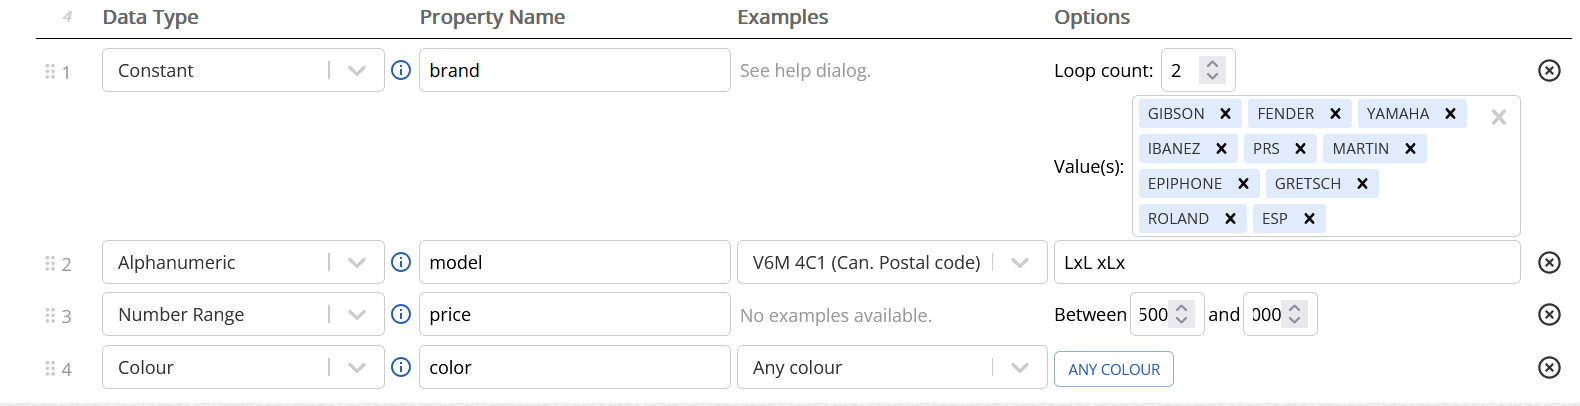 4 Data Type Property Name Examples Options
1 Constant brand See help dialog. Loop count: 2
GIBSON FENDER YAMAHA
IBANEZ PRS MARTIN
Value(s):
EPIPHONE GRETSCH
ROLAND ESP
2 Alphanumeric model V6M 4C1 (Can. Postal code) LxL xLx
3 Number Range price No examples available. Between 500 and 000
4 Colour color Any colour ANY COLOUR